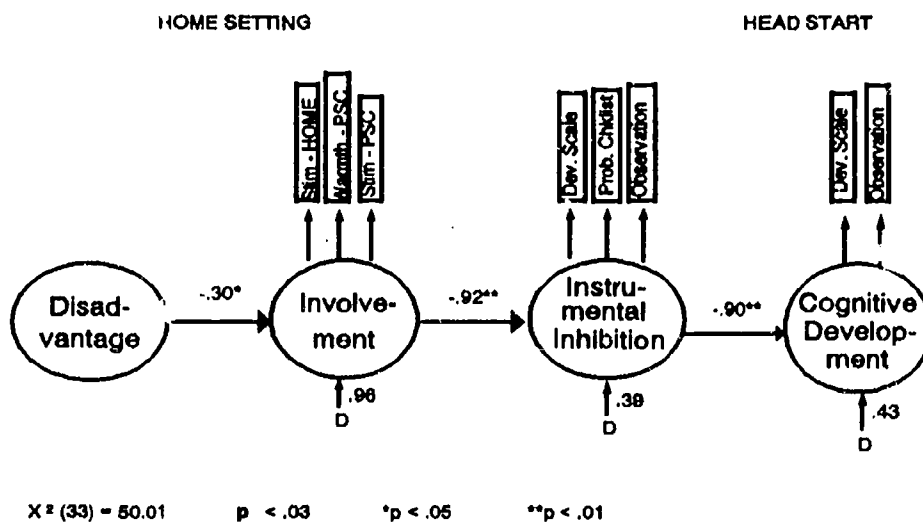 HOME SETTING
HEAD START
Stim - HOME
Warmth - PSC
Stim - PSC
Dev. Scale
Prob. Chklist
Observation
Dev. Scale
Observation
Disad-
vantage
-.30*
Involve-
ment
-.92**
Instru-
mental
Inhibition
-.90**
Cognitive
Develop-
ment
.96
D
.39
D
.43
D
X² (33) = 50.01 p < .03 *p < .05 **p < .01